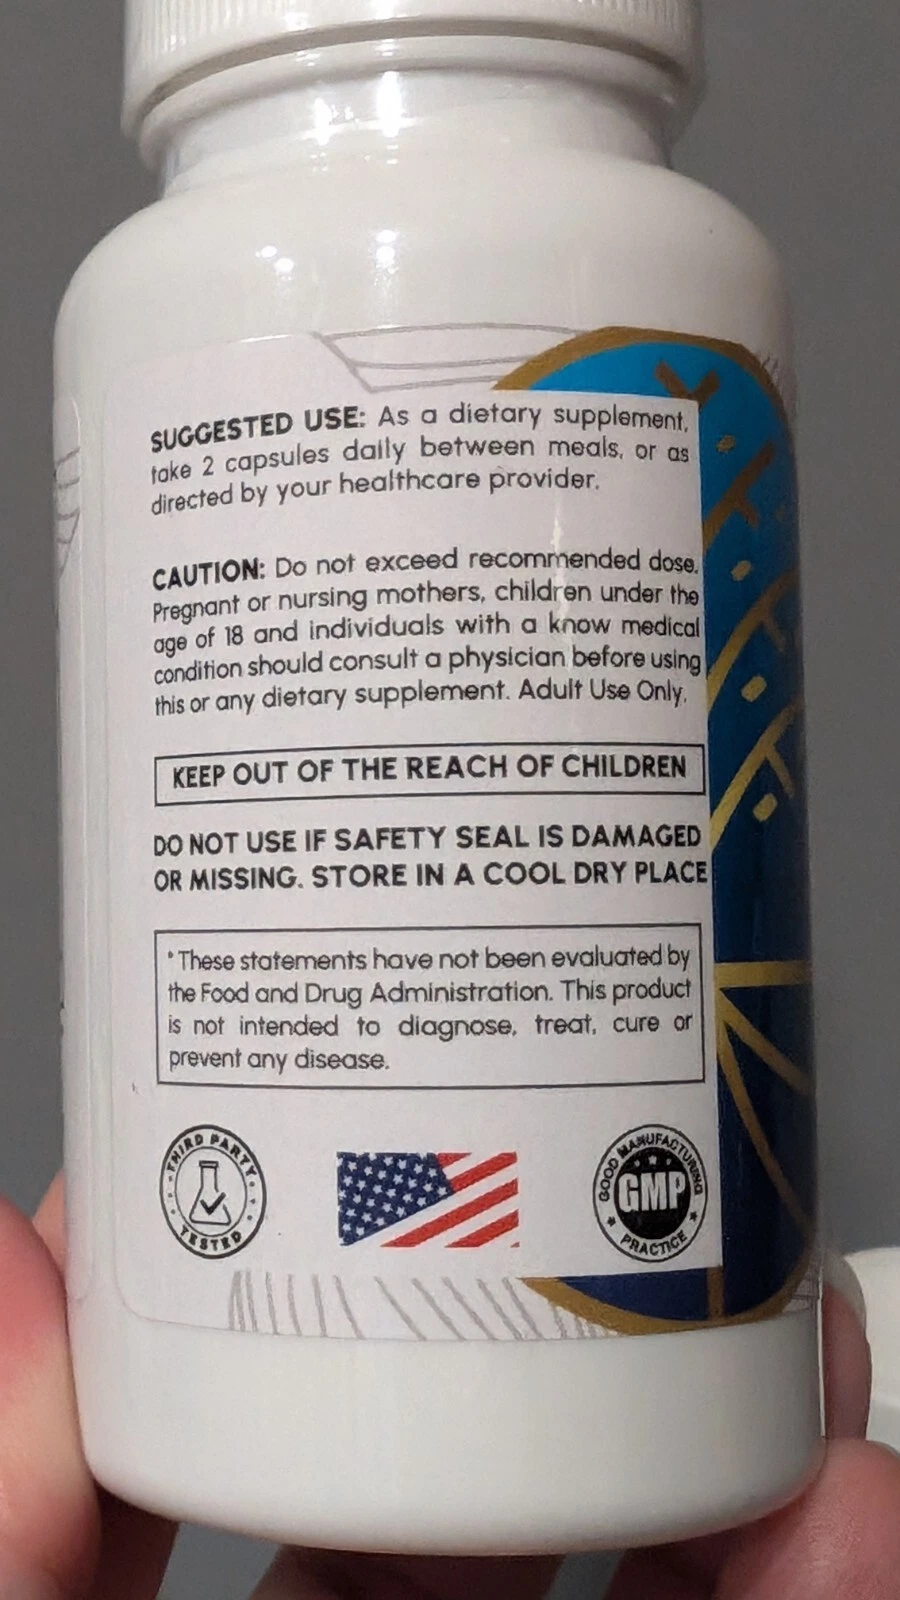 SUGGESTED USE: As a dietary supplement,
take 2 capsules daily between meals, or as
directed by your healthcare provider.
CAUTION: Do not exceed recommended dose.
Pregnant or nursing mothers, children under the
age of 18 and individuals with a know medical
condition should consult a physician before using
this or any dietary supplement. Adult Use Only.
KEEP OUT OF THE REACH OF CHILDREN
DO NOT USE IF SAFETY SEAL IS DAMAGED
OR MISSING. STORE IN A COOL DRY PLACE
*These statements have not been evaluated by
the Food and Drug Administration. This product
is not intended to diagnose, treat, cure or
prevent any disease.
THIRD PARTY
TESTED
GOOD MANUFACTURING
GMP
PRACTICE